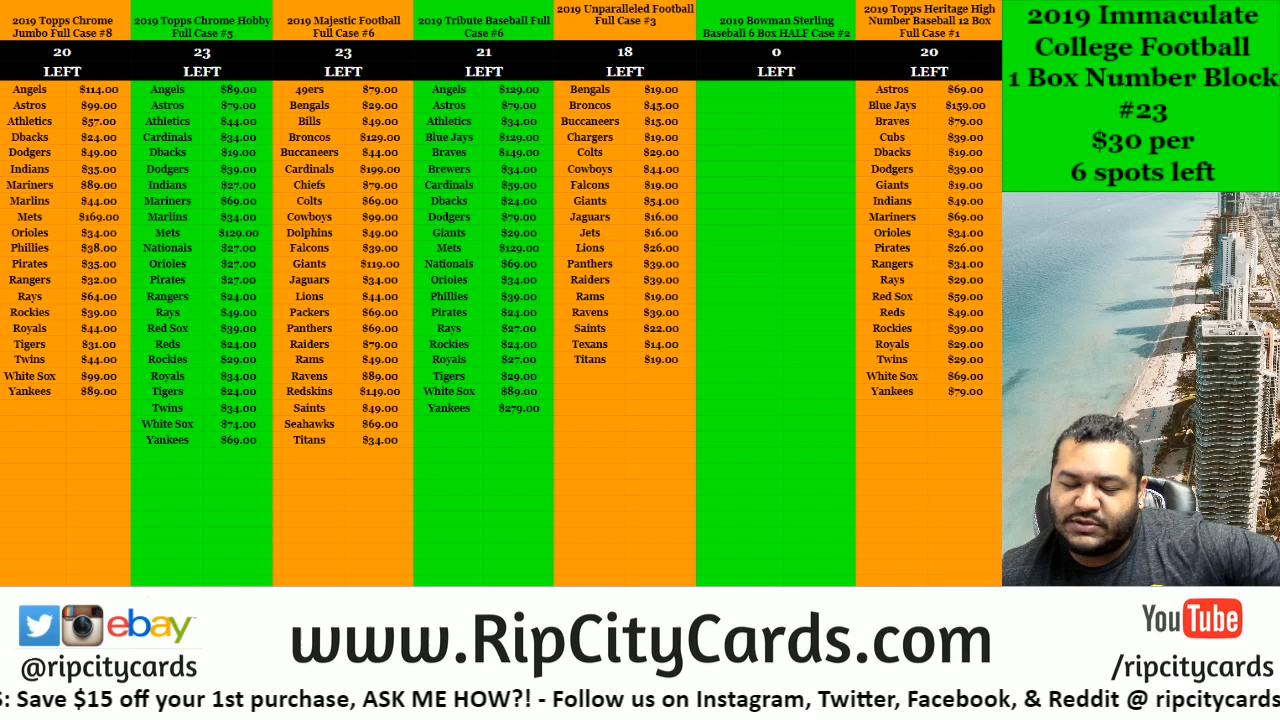 2019 Topps Chrome
Jumbo Full Case #8
20
LEFT
Angels $114.00
Astros $99.00
Athletics $57.00
Dbacks $24.00
Dodgers $49.00
Indians $35.00
Mariners $89.00
Marlins $44.00
Mets $169.00
Orioles $34.00
Phillies $38.00
Pirates $35.00
Rangers $32.00
Rays $64.00
Rockies $39.00
Royals $44.00
Tigers $31.00
Twins $44.00
White Sox $99.00
Yankees $89.00
2019 Topps Chrome Hobby
Full Case #5
23
LEFT
Angels $89.00
Astros $79.00
Athletics $44.00
Cardinals $34.00
Dbacks $19.00
Dodgers $39.00
Indians $27.00
Mariners $69.00
Marlins $34.00
Mets $129.00
Nationals $27.00
Orioles $27.00
Pirates $27.00
Rangers $24.00
Rays $49.00
Red Sox $39.00
Reds $24.00
Rockies $29.00
Royals $34.00
Tigers $24.00
Twins $34.00
White Sox $74.00
Yankees $69.00
2019 Majestic Football
Full Case #6
23
LEFT
49ers $79.00
Bengals $29.00
Bills $49.00
Broncos $129.00
Buccaneers $44.00
Cardinals $199.00
Chiefs $79.00
Colts $69.00
Cowboys $99.00
Dolphins $49.00
Falcons $39.00
Giants $119.00
Jaguars $34.00
Lions $44.00
Packers $69.00
Panthers $69.00
Raiders $79.00
Rams $49.00
Ravens $89.00
Redskins $149.00
Saints $49.00
Seahawks $69.00
Titans $34.00
2019 Tribute Baseball Full
Case #6
21
LEFT
Angels $129.00
Astros $79.00
Athletics $34.00
Blue Jays $129.00
Braves $149.00
Brewers $34.00
Cardinals $59.00
Dbacks $24.00
Dodgers $79.00
Giants $29.00
Mets $129.00
Nationals $69.00
Orioles $34.00
Phillies $39.00
Pirates $24.00
Rays $27.00
Rockies $24.00
Royals $27.00
Tigers $29.00
White Sox $89.00
Yankees $279.00
2019 Unparalleled Football
Full Case #3
18
LEFT
Bengals $19.00
Broncos $45.00
Buccaneers $15.00
Chargers $19.00
Colts $29.00
Cowboys $44.00
Falcons $19.00
Giants $54.00
Jaguars $16.00
Jets $16.00
Lions $26.00
Panthers $39.00
Raiders $39.00
Rams $19.00
Ravens $39.00
Saints $22.00
Texans $14.00
Titans $19.00
2019 Bowman Sterling
Baseball 6 Box HALF Case #2
0
LEFT
2019 Topps Heritage High
Number Baseball 12 Box
Full Case #1
20
LEFT
Astros $69.00
Blue Jays $159.00
Braves $79.00
Cubs $39.00
Dbacks $19.00
Dodgers $39.00
Giants $19.00
Indians $49.00
Mariners $69.00
Orioles $34.00
Pirates $26.00
Rangers $34.00
Rays $29.00
Red Sox $59.00
Reds $49.00
Rockies $39.00
Royals $29.00
Twins $29.00
White Sox $69.00
Yankees $79.00
2019 Immaculate
College Football
1 Box Number Block
#23
$30 per
6 spots left
ebay
@ripcitycards
www.RipCityCards.com
YouTube
/ripcitycards
S: Save $15 off your 1st purchase, ASK ME HOW?! - Follow us on Instagram, Twitter, Facebook, & Reddit @ ripcitycards